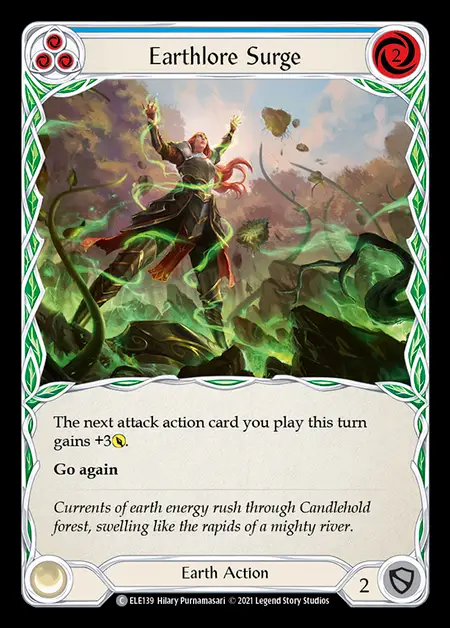 Earthlore Surge
2
The next attack action card you play this turn
gains +3.
Go again
Currents of earth energy rush through Candlehold
forest, swelling like the rapids of a mighty river.
Earth Action
2
C ELE139 Hilary Purnamasari © 2021 Legend Story Studios